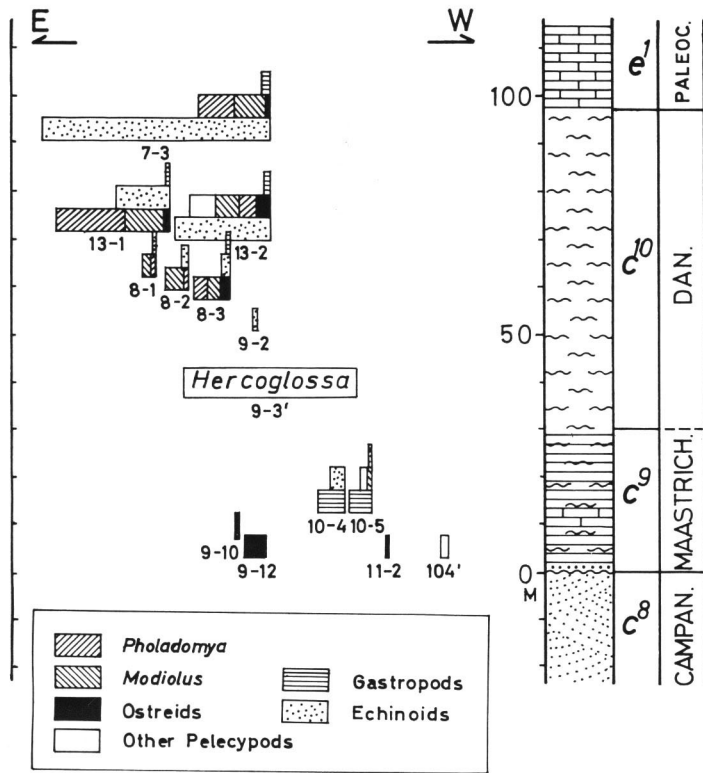 E W
7-3
13-1 13-2
8-1 8-2 8-3
9-2
Hercoglossa
9-3'
10-4 10-5
9-10
9-12 11-2 104'
Pholadomya
Modiolus
Ostreids
Other Pelecypods
Gastropods
Echinoids
100
50
0
M
e1
c10
c9
c8
PALEOC.
DAN.
MAASTRICH.
CAMPAN.